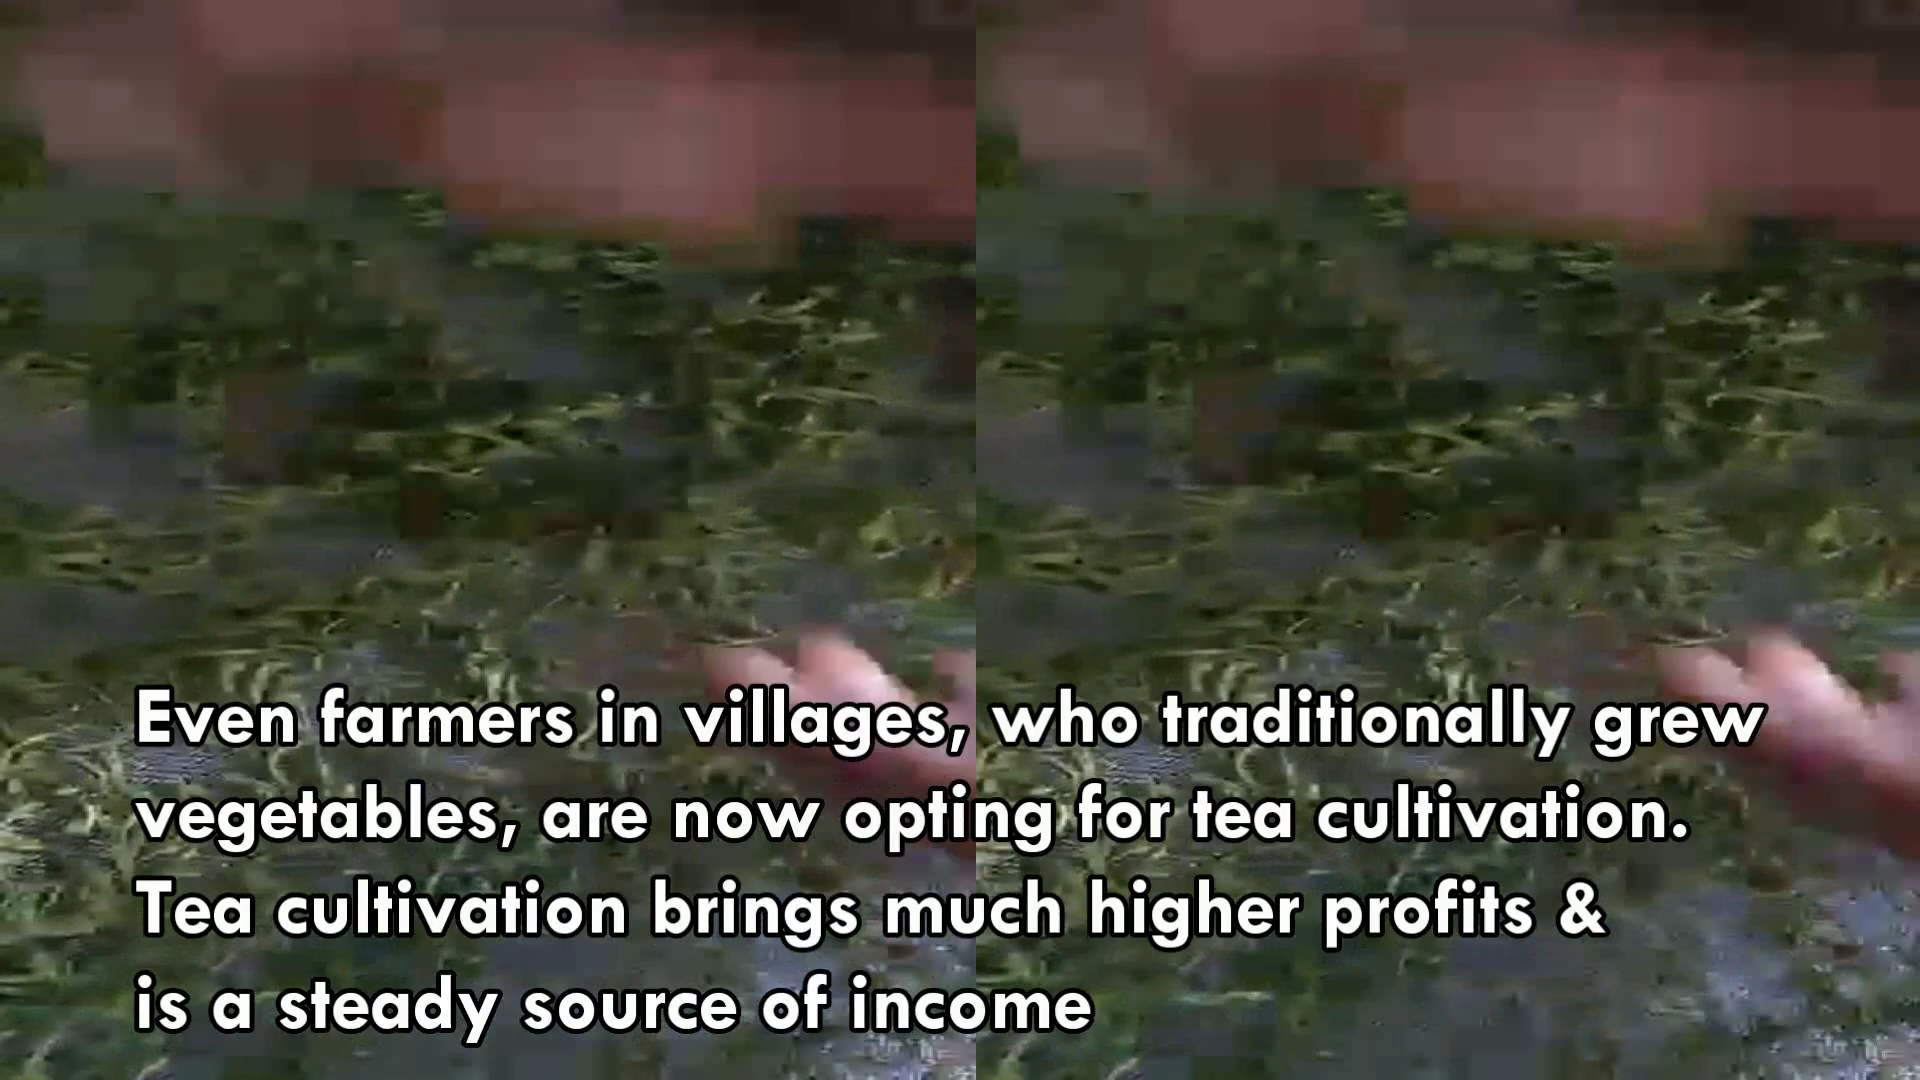 Even farmers in villages, who traditionally grew
vegetables, are now opting for tea cultivation.
Tea cultivation brings much higher profits &
is a steady source of income